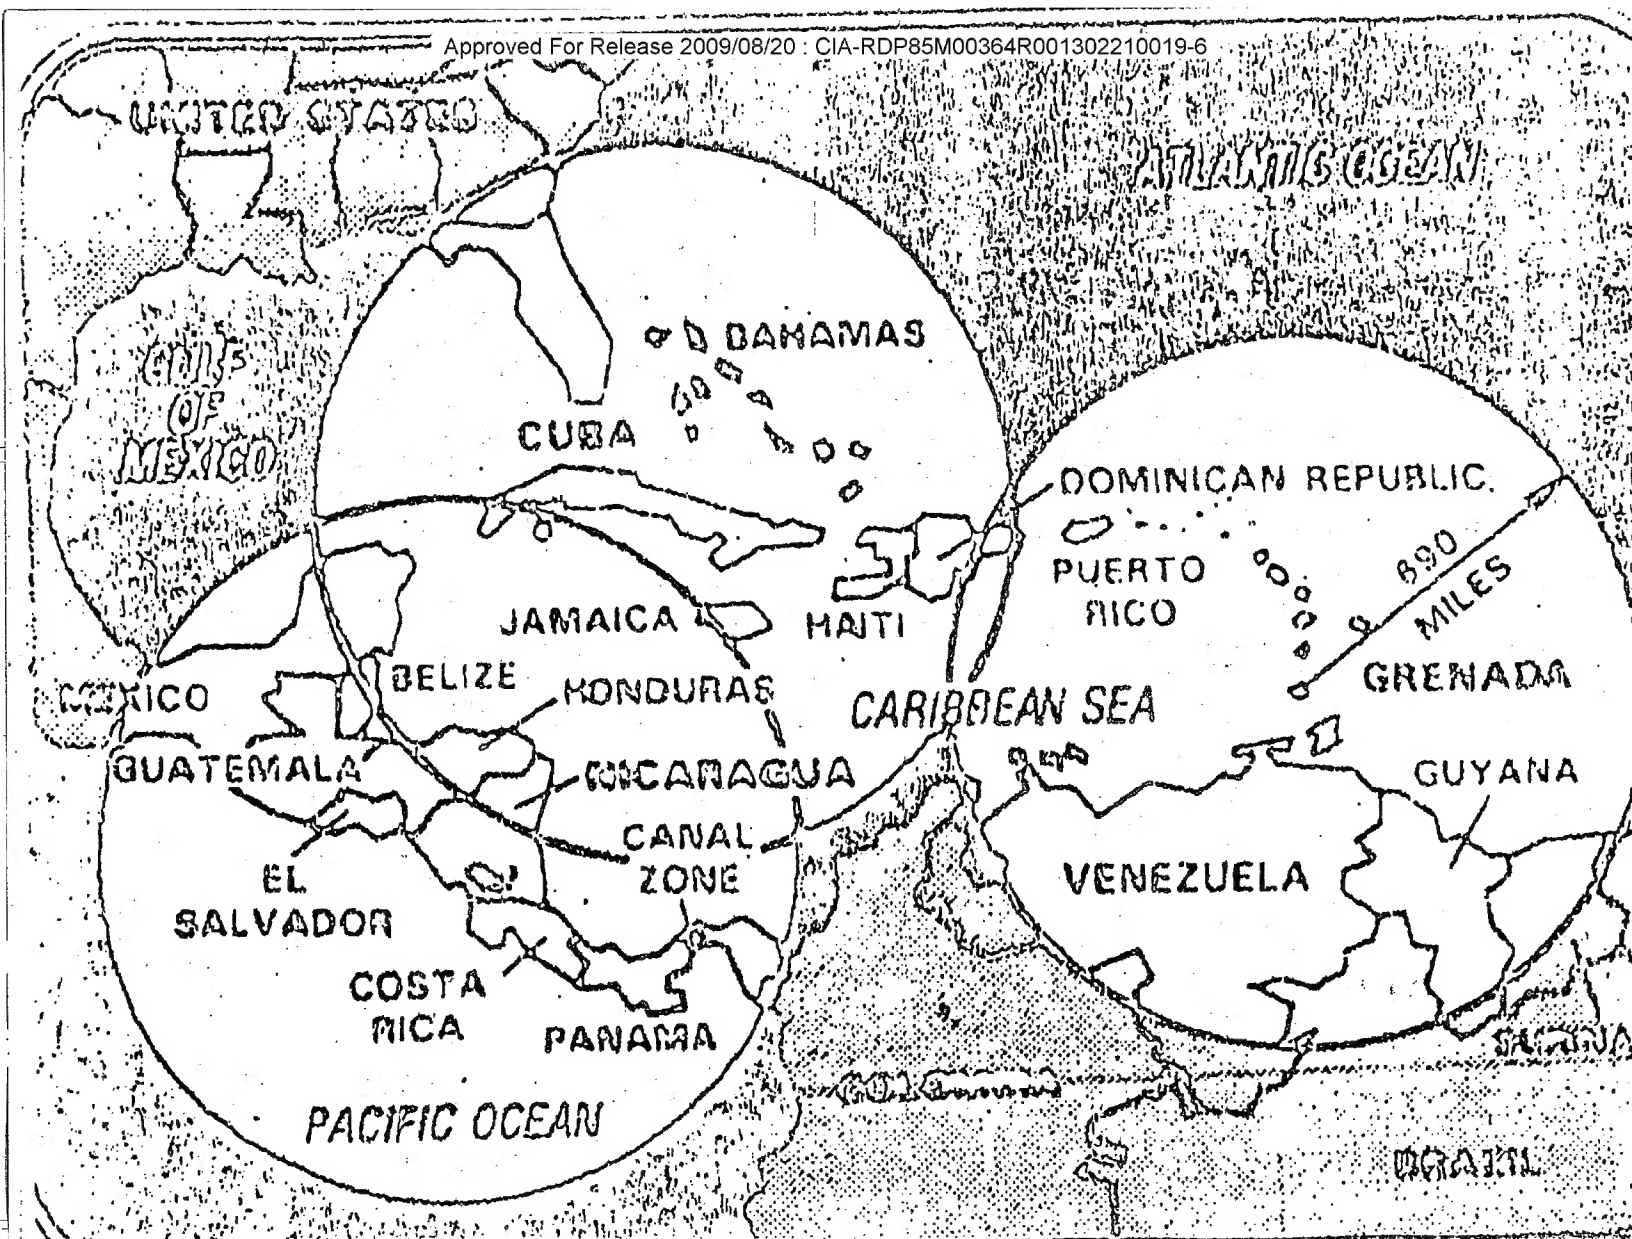 Approved For Release 2009/08/20 : CIA-RDP85M00364R001302210019-6
UNITED STATES
ATLANTIC OCEAN
GULF
OF
MEXICO
BAHAMAS
CUBA
DOMINICAN REPUBLIC.
PUERTO
RICO
690
MILES
JAMAICA
HAITI
MEXICO
BELIZE
HONDURAS
CARIBBEAN SEA
GRENADA
GUATEMALA
NICARAGUA
GUYANA
CANAL
ZONE
VENEZUELA
EL
SALVADOR
COSTA
RICA
PANAMA
PACIFIC OCEAN
BRAZIL